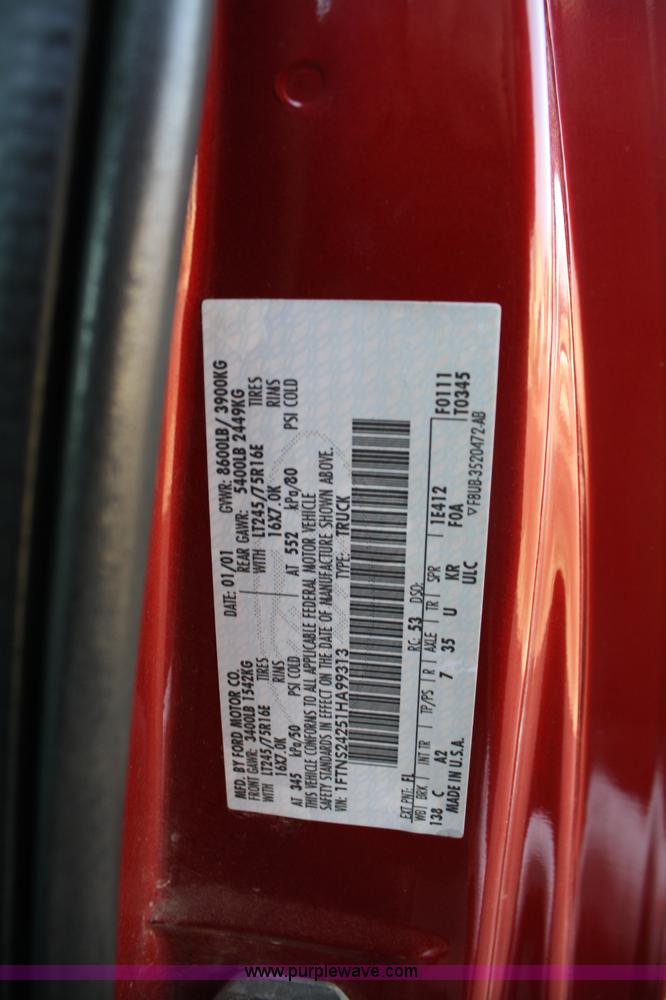 MFD. BY FORD MOTOR CO.
DATE: 01/01 GVWR: 8600LB/ 3900KG
FRONT GAWR: 3400LB 1542KG REAR GAWR: 5400LB 2449KG
WITH LT245/75R16E TIRES WITH LT245/75R16E TIRES
16X7.0K RIMS 16X7.0K RIMS
AT 345 kPa/50 PSI COLD AT 552 kPa/80 PSI COLD
THIS VEHICLE CONFORMS TO ALL APPLICABLE FEDERAL MOTOR VEHICLE
SAFETY STANDARDS IN EFFECT ON THE DATE OF MANUFACTURE SHOWN ABOVE.
VIN: 1FTNS24251HA99313 TYPE: TRUCK
EXT PNT: FL RC: 53 DSO:
WB BRK INT TR TP/PS R AXLE TR SPR 1E412 F0111
138 C A2 7 35 U KR F0A T0345
MADE IN U.S.A. ULC ▽F8UB-3520472-AB
www.purplewave.com